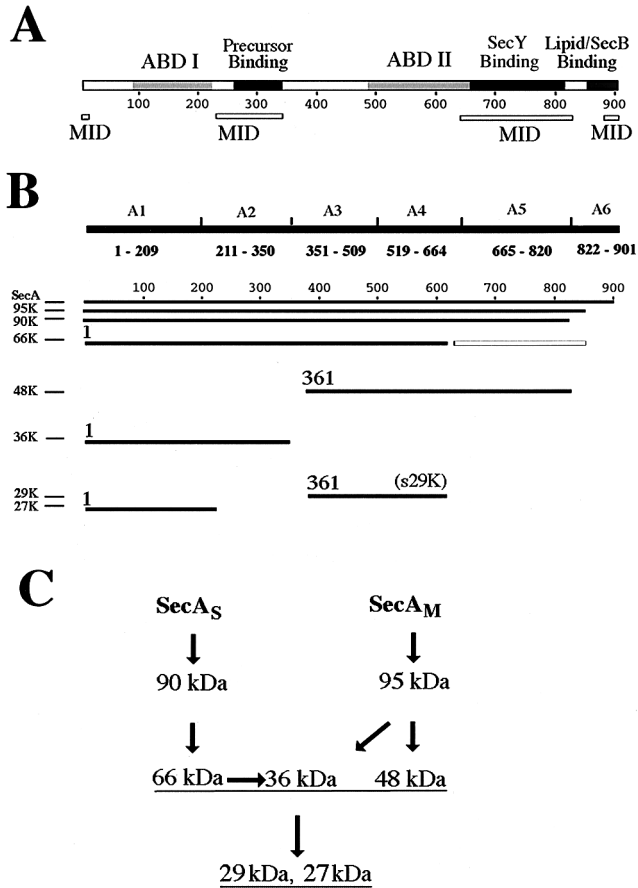 A
ABD I
Precursor
Binding
ABD II
SecY
Binding
Lipid/SecB
Binding
100 200 300 400 500 600 700 800 900
MID MID MID MID
B
A1 A2 A3 A4 A5 A6
1 - 209 211 - 350 351 - 509 519 - 664 665 - 820 822 - 901
SecA 100 200 300 400 500 600 700 800 900
95K
90K
66K 1
48K 361
36K 1
29K 361 (s29K)
27K 1
C
SecAS SecAM
90 kDa 95 kDa
66 kDa 36 kDa 48 kDa
29 kDa, 27 kDa